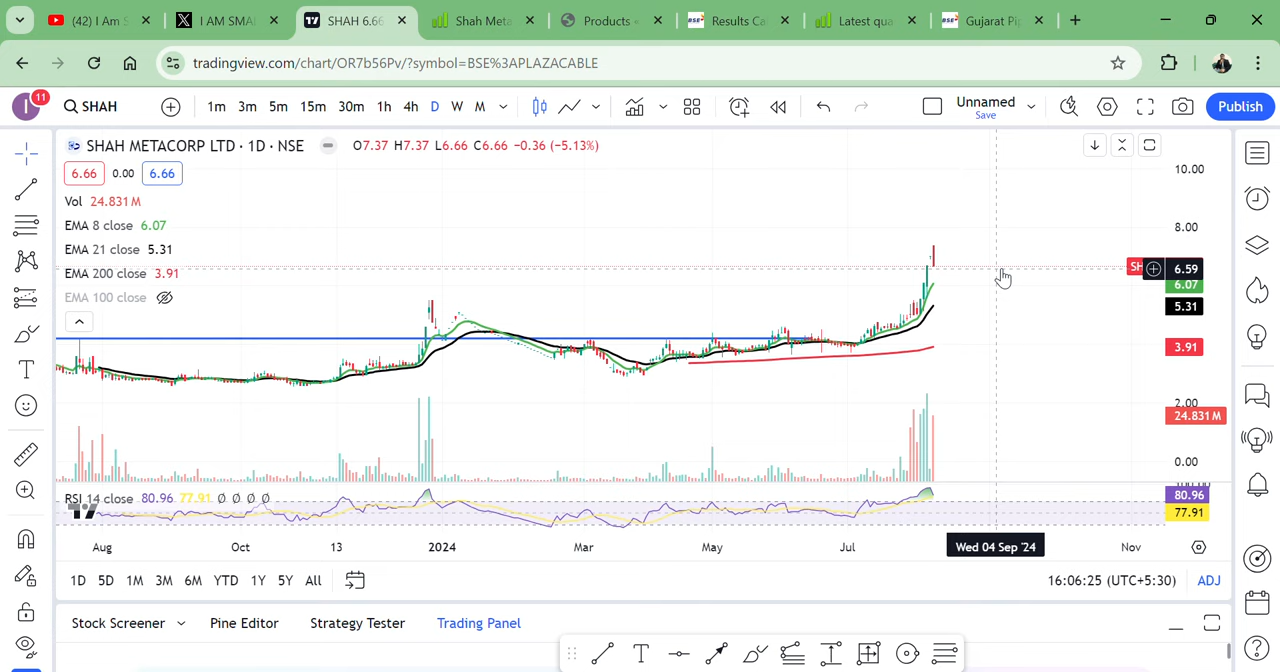 (42) I Am S
I AM SMA
SHAH 6.66
Shah Meta
Products
Results Ca
Latest qua
Gujarat Pip
tradingview.com/chart/OR7b56Pv/?symbol=BSE%3APLAZACABLE
I 11 SHAH 1m 3m 5m 15m 30m 1h 4h D W M Unnamed Save Publish
SHAH METACORP LTD · 1D · NSE O7.37 H7.37 L6.66 C6.66 −0.36 (−5.13%)
6.66 0.00 6.66
Vol 24.831M
EMA 8 close 6.07
EMA 21 close 5.31
EMA 200 close 3.91
EMA 100 close
10.00
8.00
SH 6.59
6.07
5.31
3.91
2.00
24.831M
0.00
RSI 14 close 80.96 77.91 Ø Ø Ø Ø
80.96
77.91
Aug Oct 13 2024 Mar May Jul Wed 04 Sep '24 Nov
1D 5D 1M 3M 6M YTD 1Y 5Y All 16:06:25 (UTC+5:30) ADJ
Stock Screener Pine Editor Strategy Tester Trading Panel